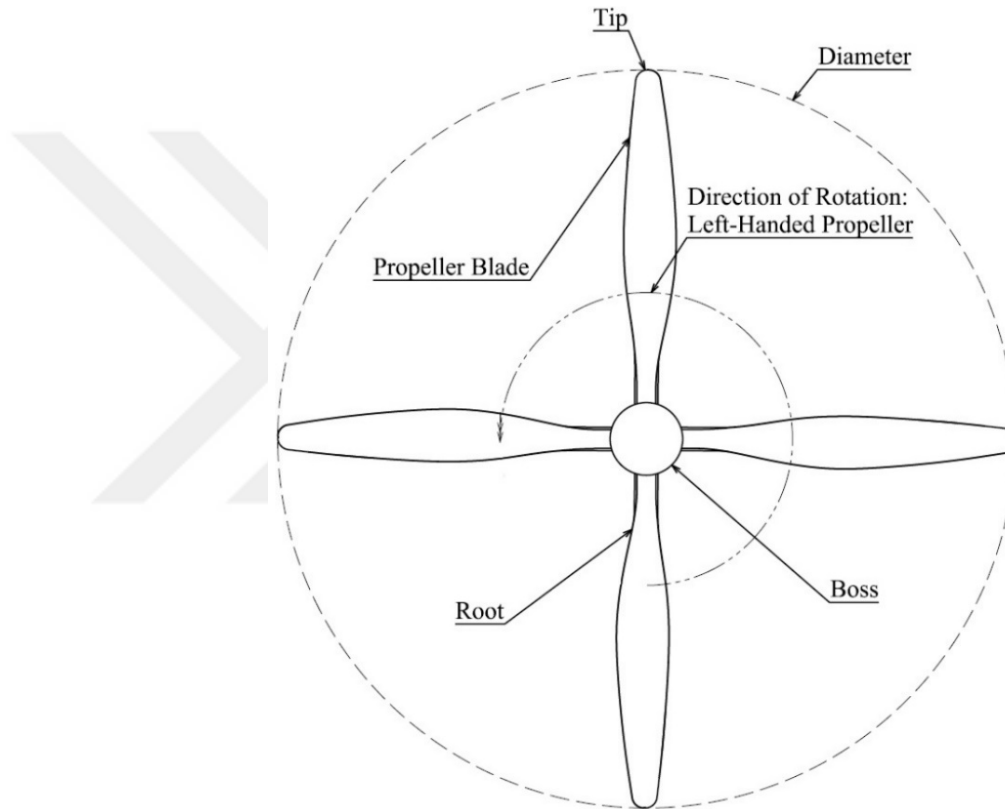 Tip
Diameter
Direction of Rotation:
Left-Handed Propeller
Propeller Blade
Root
Boss